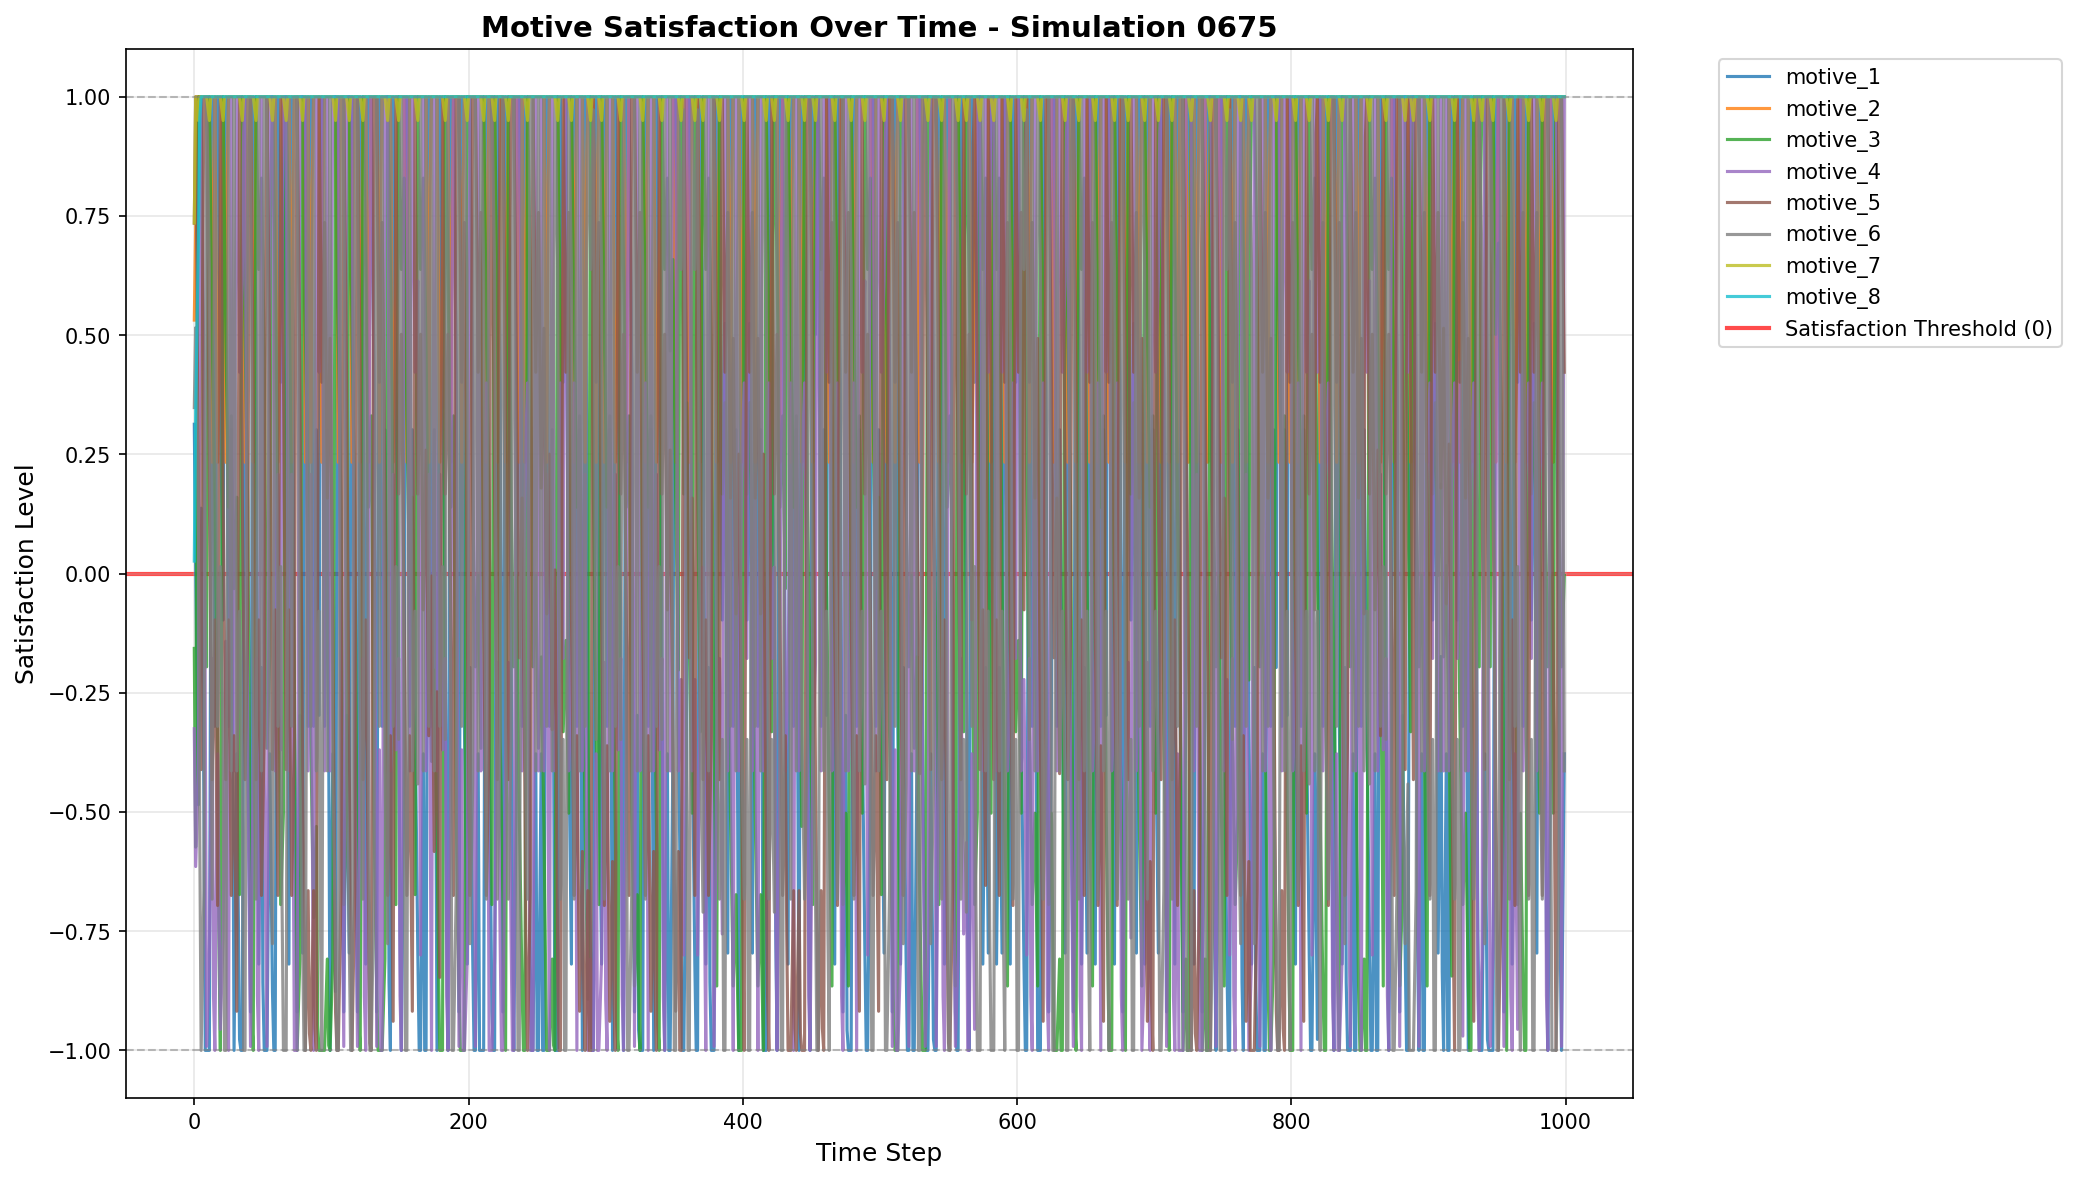 Motive Satisfaction Over Time - Simulation 0675
1.00
0.75
0.50
0.25
0.00
−0.25
−0.50
−0.75
−1.00
Satisfaction Level
0
200
400
600
800
1000
Time Step
motive_1
motive_2
motive_3
motive_4
motive_5
motive_6
motive_7
motive_8
Satisfaction Threshold (0)